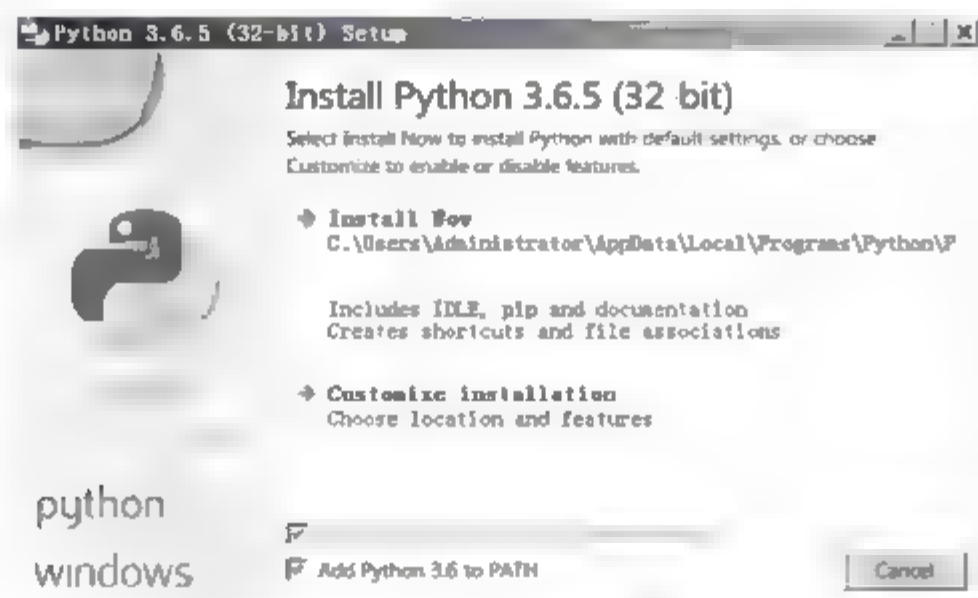 Python 3.6.5 (32-bit) Setup
Install Python 3.6.5 (32 bit)
Select Install Now to install Python with default settings, or choose
Customize to enable or disable features.
Install Now
C:\Users\Administrator\AppData\Local\Programs\Python\P
Includes IDLE, pip and documentation
Creates shortcuts and file associations
Customize installation
Choose location and features
python
windows
Add Python 3.6 to PATH
Cancel